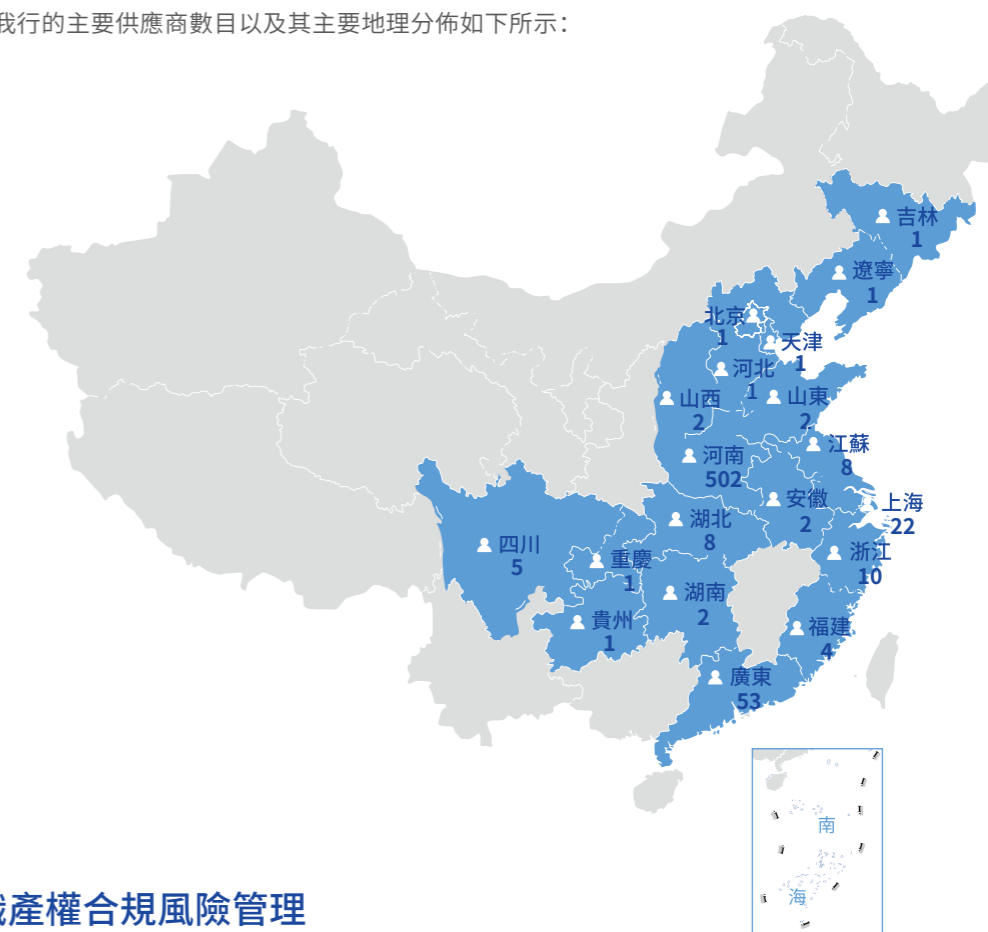 我行的主要供應商數目以及其主要地理分佈如下所示：
吉林
1
遼寧
1
北京
1
天津
1
河北
1
山西
2
山東
2
江蘇
8
河南
502
安徽
2
上海
22
湖北
8
浙江
10
四川
5
重慶
1
湖南
2
貴州
1
福建
4
廣東
53
南
海
產權合規風險管理